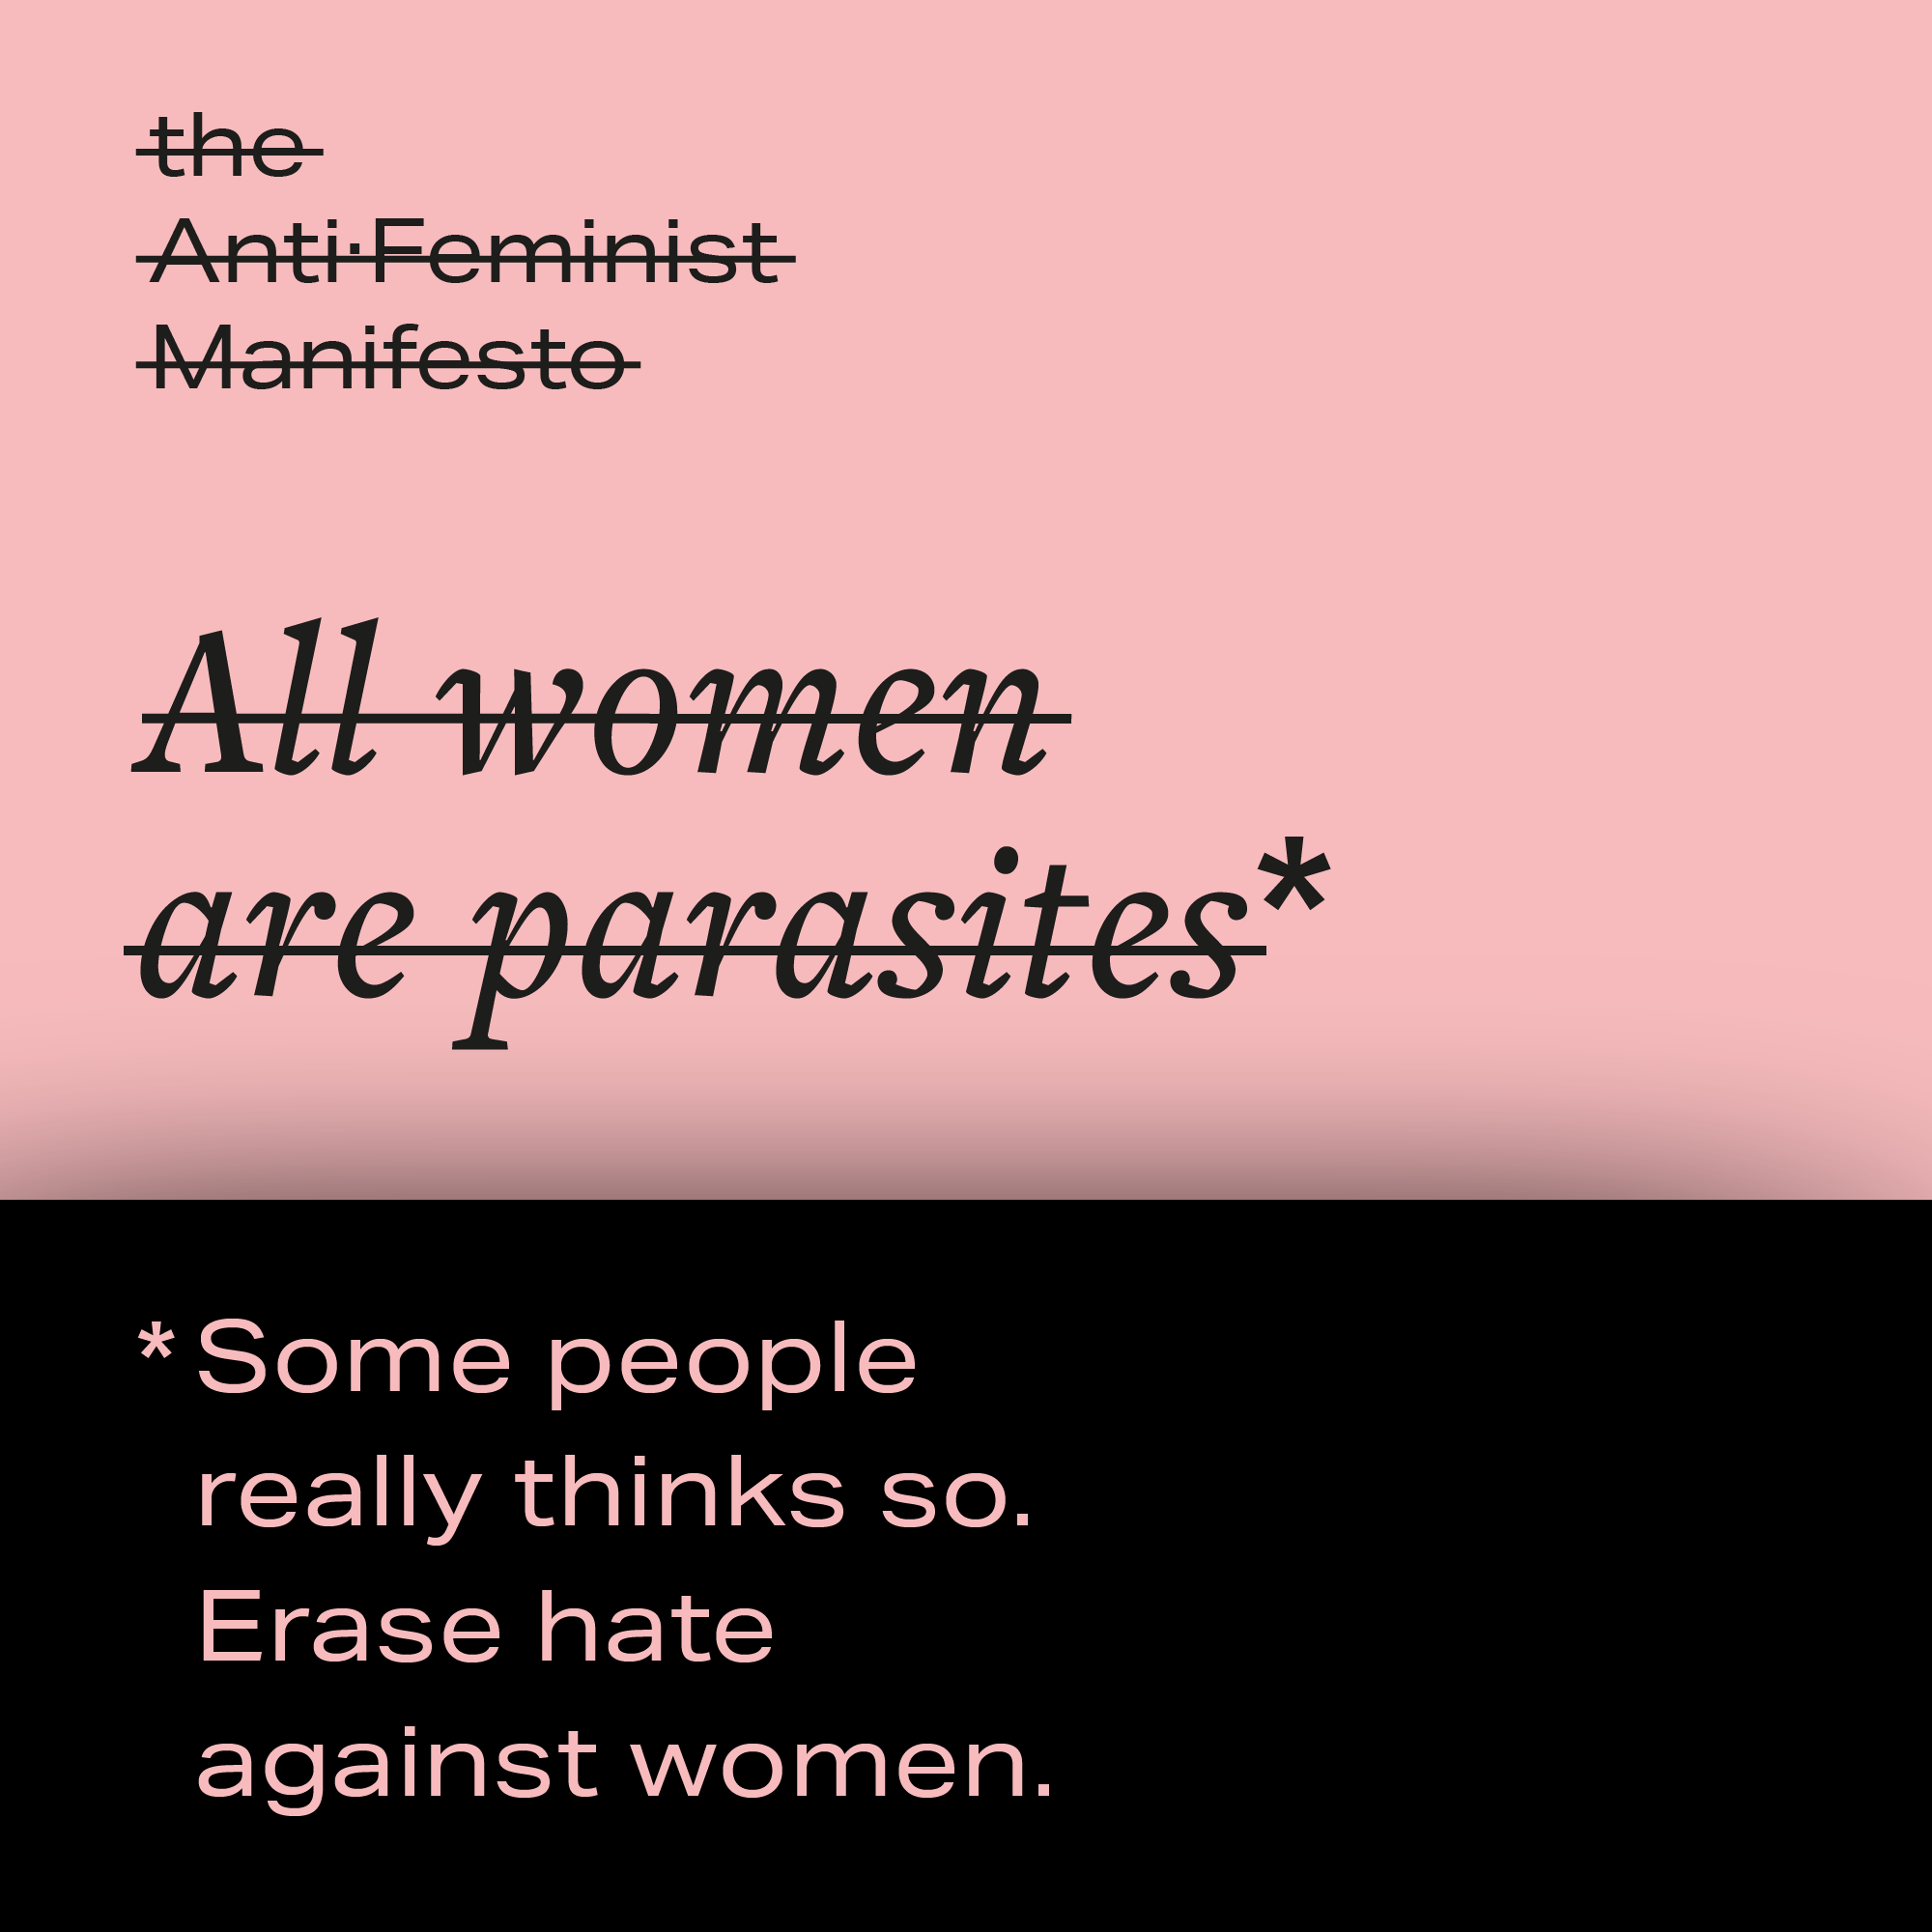 the
Anti·Feminist
Manifesto
All women
are parasites*
*Some people
really thinks so.
Erase hate
against women.